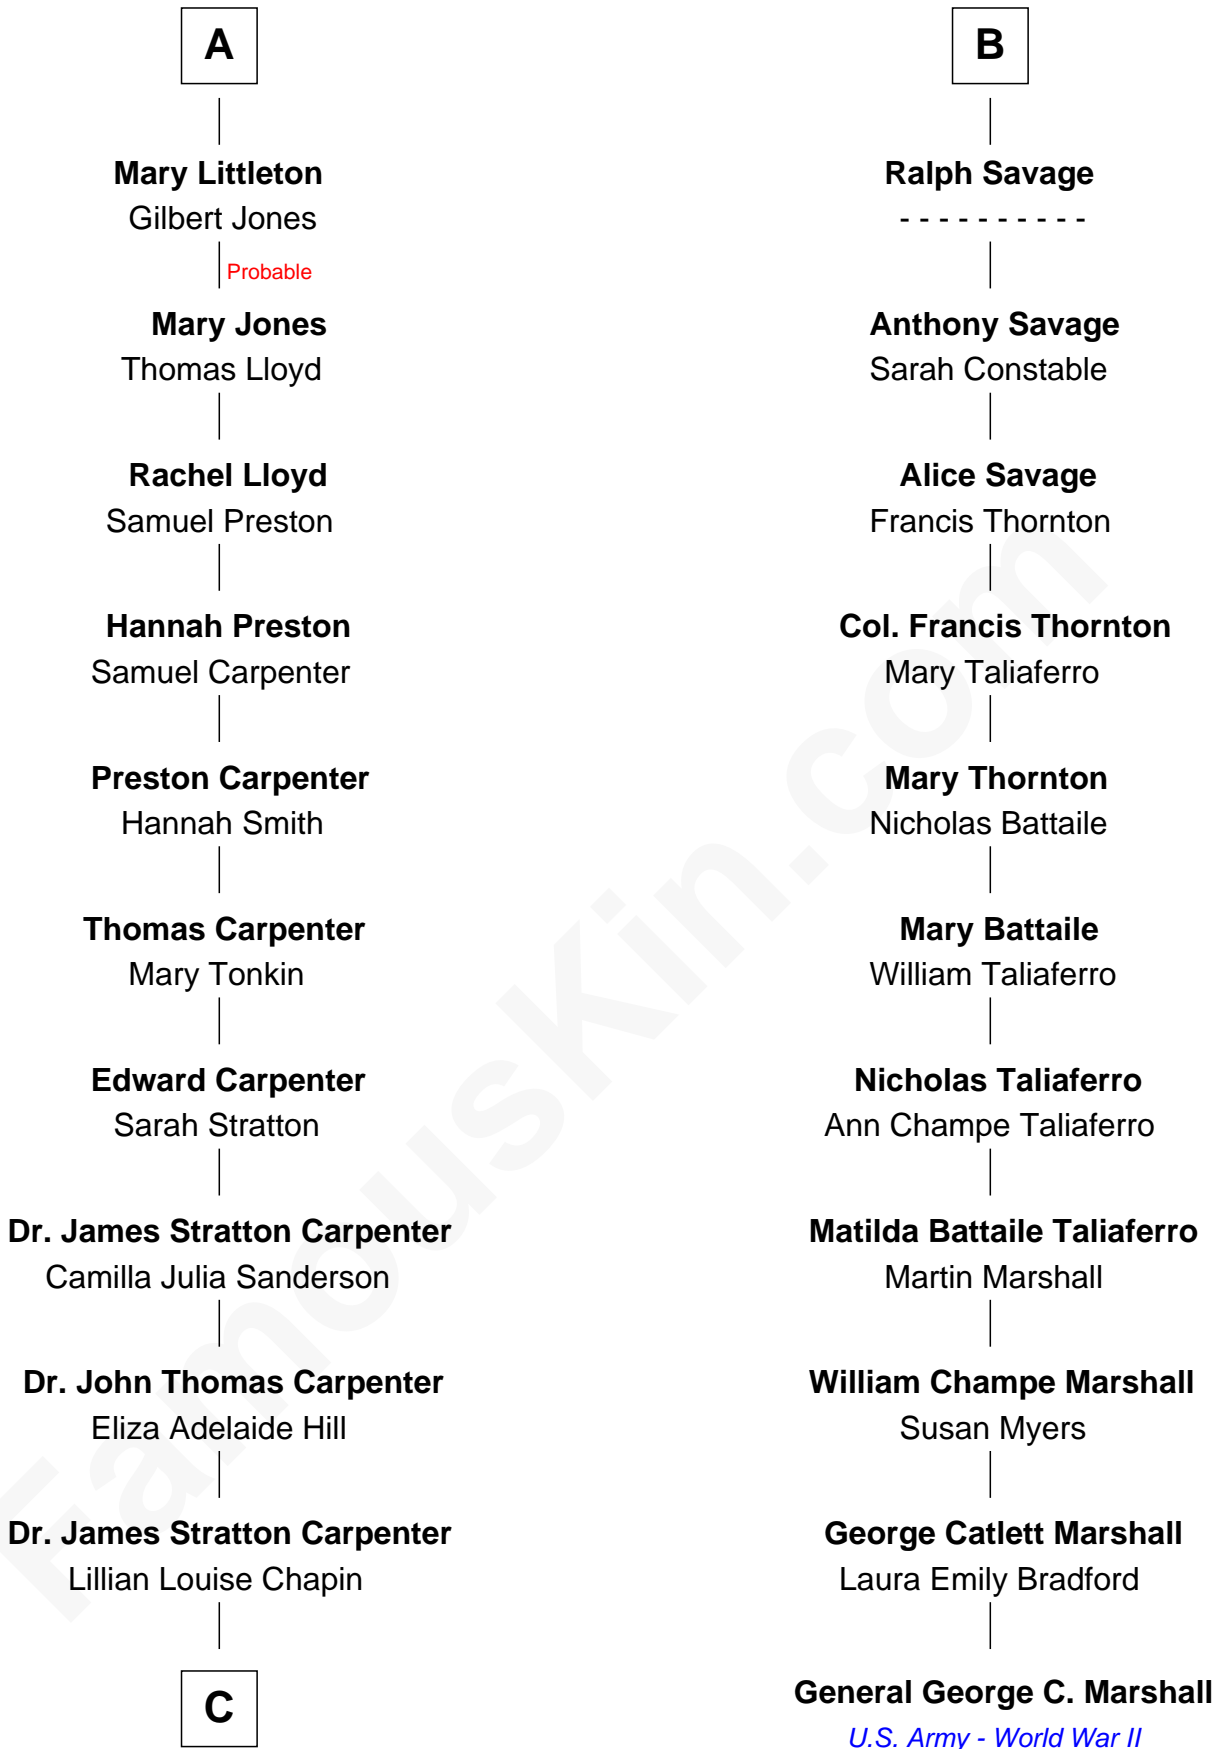 A
Mary Littleton
Gilbert Jones
Probable
Mary Jones
Thomas Lloyd
Rachel Lloyd
Samuel Preston
Hannah Preston
Samuel Carpenter
Preston Carpenter
Hannah Smith
Thomas Carpenter
Mary Tonkin
Edward Carpenter
Sarah Stratton
Dr. James Stratton Carpenter
Camilla Julia Sanderson
Dr. John Thomas Carpenter
Eliza Adelaide Hill
Dr. James Stratton Carpenter
Lillian Louise Chapin
C
B
Ralph Savage
- - - - - - - - - -
Anthony Savage
Sarah Constable
Alice Savage
Francis Thornton
Col. Francis Thornton
Mary Taliaferro
Mary Thornton
Nicholas Battaile
Mary Battaile
William Taliaferro
Nicholas Taliaferro
Ann Champe Taliaferro
Matilda Battaile Taliaferro
Martin Marshall
William Champe Marshall
Susan Myers
George Catlett Marshall
Laura Emily Bradford
General George C. Marshall
U.S. Army - World War II
FamousKin.com